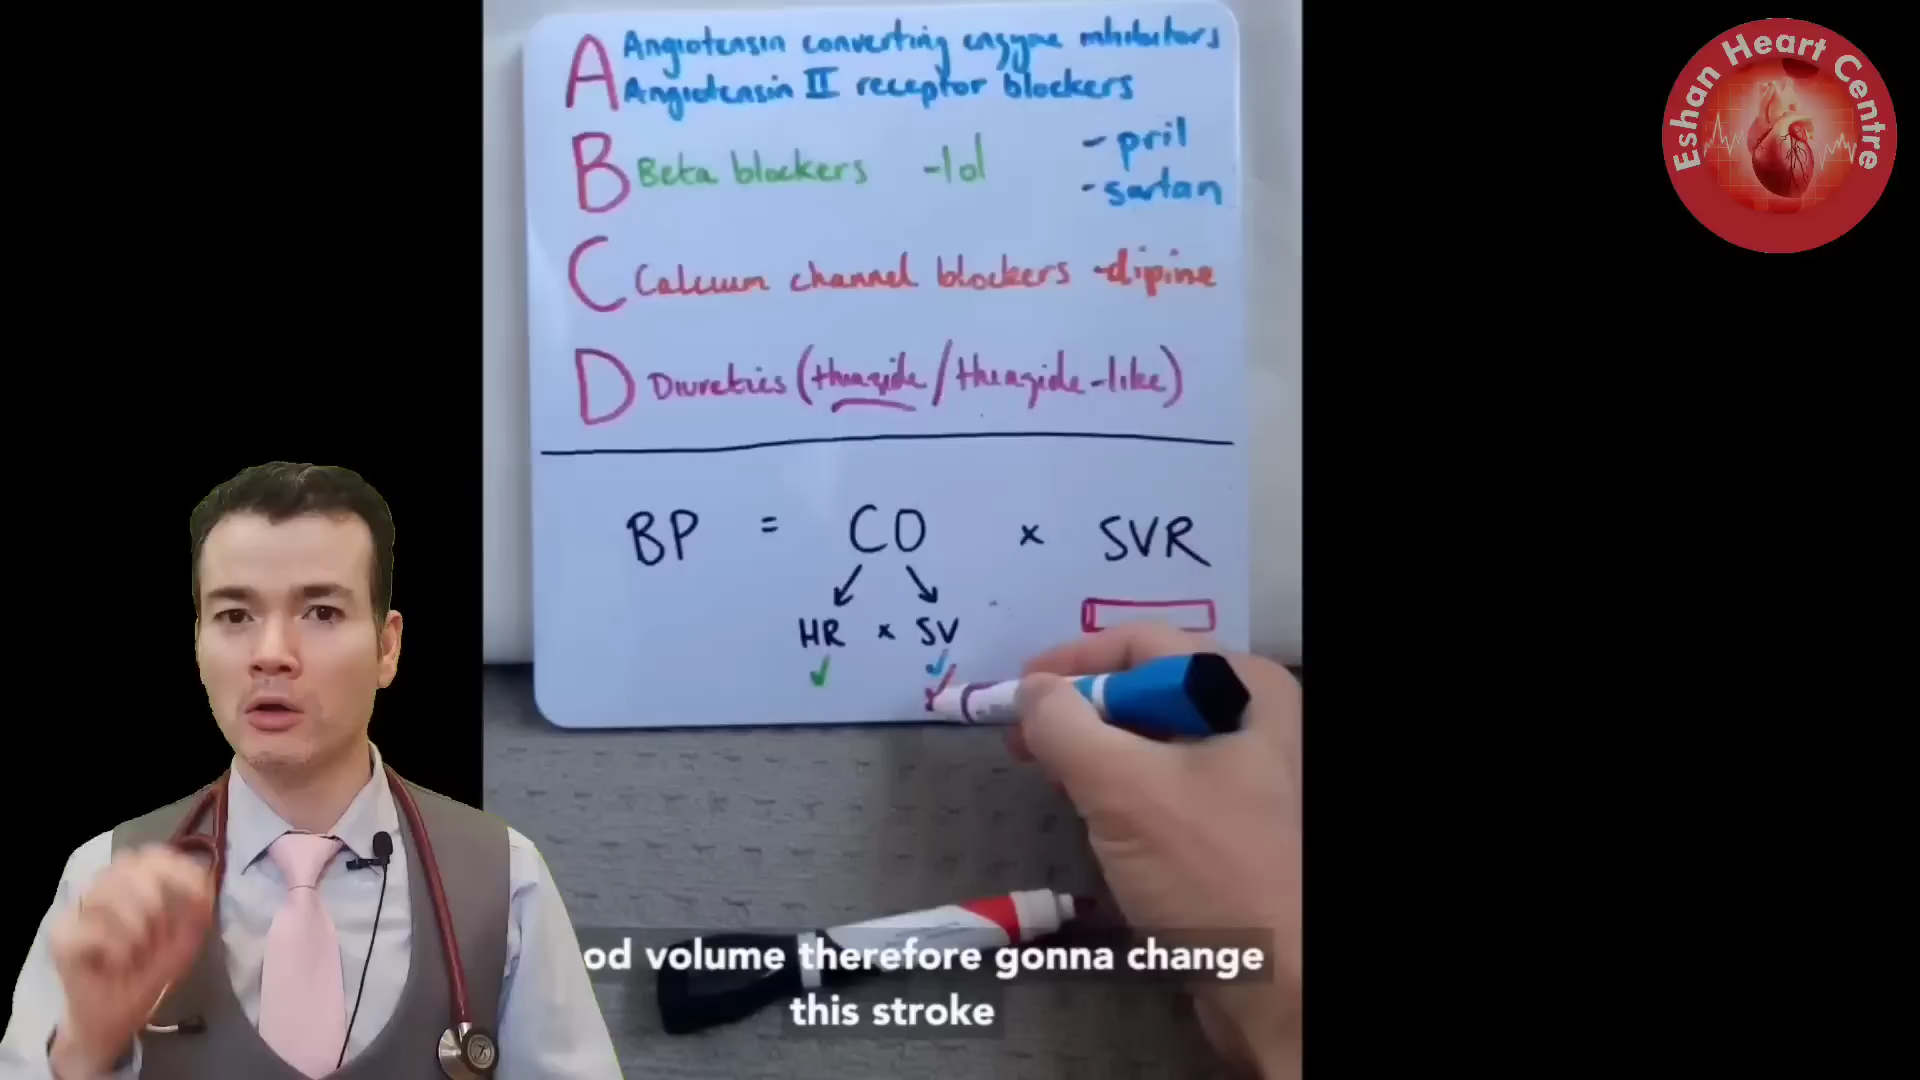 A Angiotensin converting enzyme inhibitors
Angiotensin II receptor blockers
- pril
- sartan
B Beta blockers -lol
C Calcium channel blockers -dipine
D Diuretics (thiazide / thiazide-like)
BP = CO x SVR
HR x SV
od volume therefore gonna change
this stroke
Eshan Heart Centre